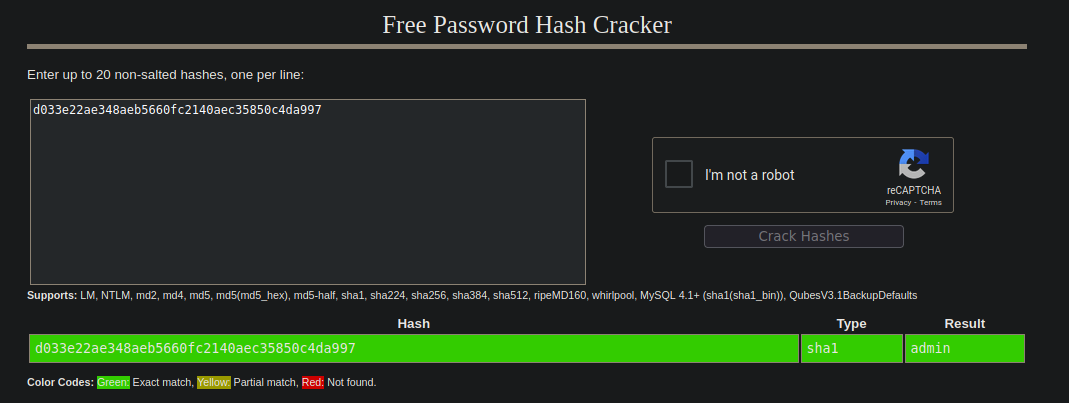 Free Password Hash Cracker
Enter up to 20 non-salted hashes, one per line:
d033e22ae348aeb5660fc2140aec35850c4da997
I'm not a robot
reCAPTCHA
Privacy - Terms
Crack Hashes
Supports: LM, NTLM, md2, md4, md5, md5(md5_hex), md5-half, sha1, sha224, sha256, sha384, sha512, ripeMD160, whirlpool, MySQL 4.1+ (sha1(sha1_bin)), QubesV3.1BackupDefaults
Hash Type Result
d033e22ae348aeb5660fc2140aec35850c4da997 sha1 admin
Color Codes: Green: Exact match, Yellow: Partial match, Red: Not found.